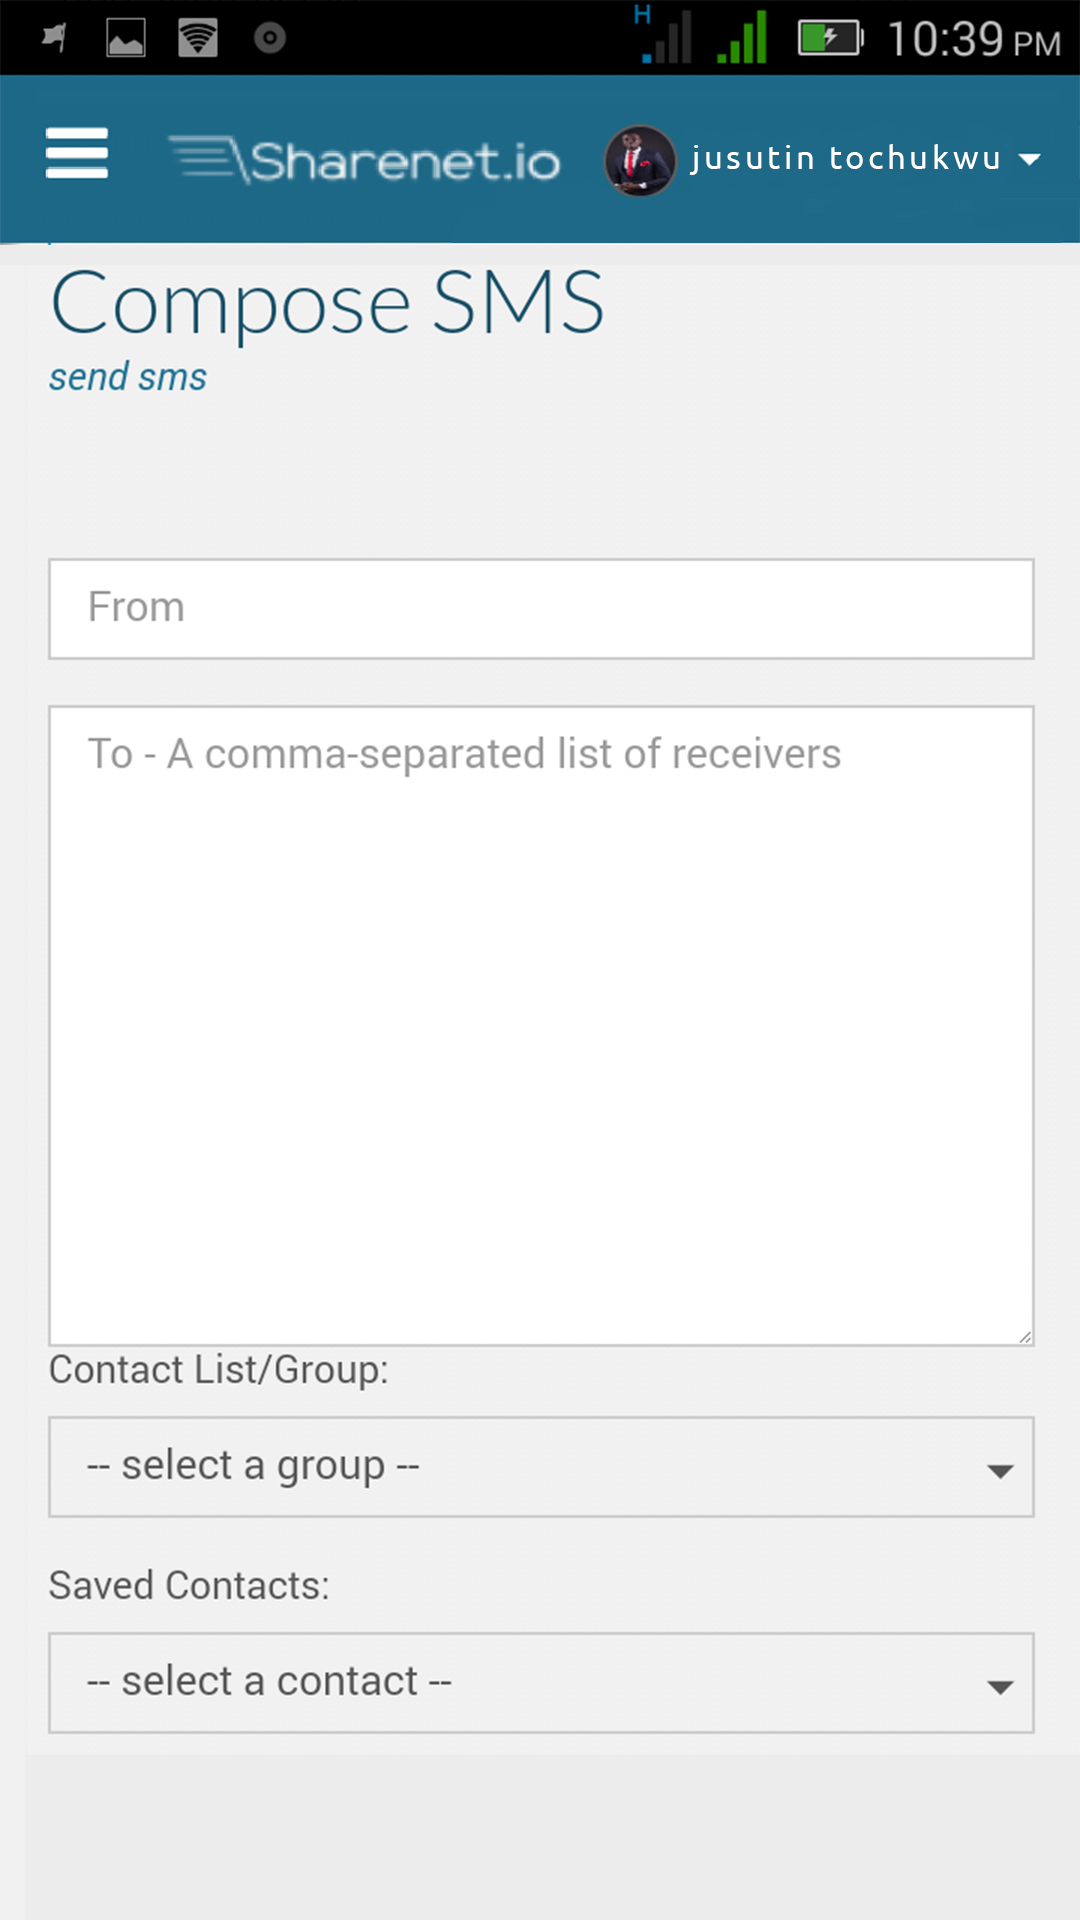 H 10:39 PM
Sharenet.io jusutin tochukwu
Compose SMS
send sms
From
To - A comma-separated list of receivers
Contact List/Group:
-- select a group --
Saved Contacts:
-- select a contact --